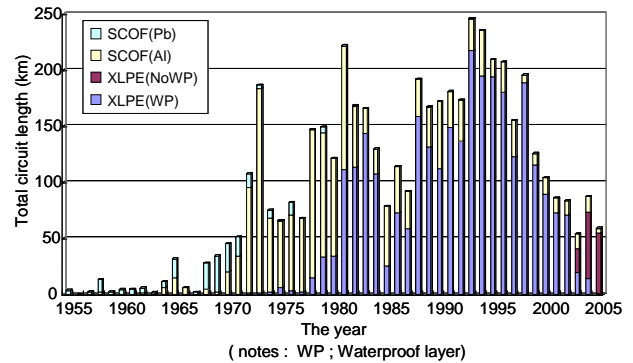 250
200
150
100
50
0
Total circuit length (km)
SCOF(Pb)
SCOF(Al)
XLPE(NoWP)
XLPE(WP)
1955 1960 1965 1970 1975 1980 1985 1990 1995 2000 2005
The year
( notes : WP ; Waterproof layer)